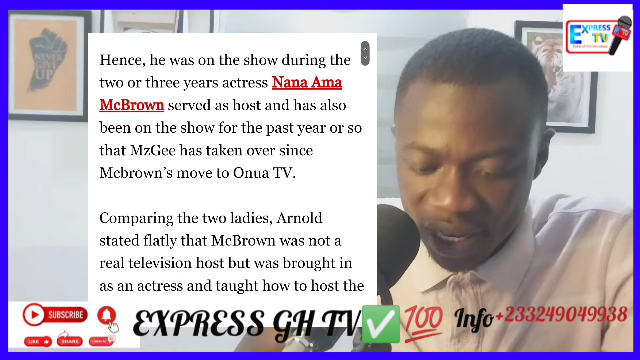 NEVER
GIVE UP
EXPRESS
TV
Hence, he was on the show during the
two or three years actress Nana Ama
McBrown served as host and has also
been on the show for the past year or so
that MzGee has taken over since
Mcbrown's move to Onua TV.
Comparing the two ladies, Arnold
stated flatly that McBrown was not a
real television host but was brought in
as an actress and taught how to host the
SUBSCRIBE
LIKE
SHARE
EXPRESS GH TV✅💯 Info+233249049938